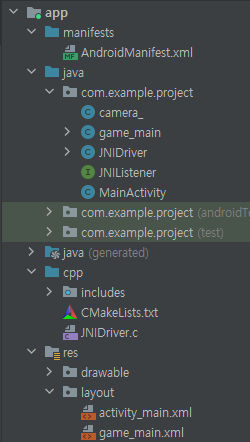 app
manifests
AndroidManifest.xml
java
com.example.project
camera_
game_main
JNIDriver
JNIListener
MainActivity
com.example.project (androidTe
com.example.project (test)
java (generated)
cpp
includes
CMakeLists.txt
JNIDriver.c
res
drawable
layout
activity_main.xml
game_main.xml